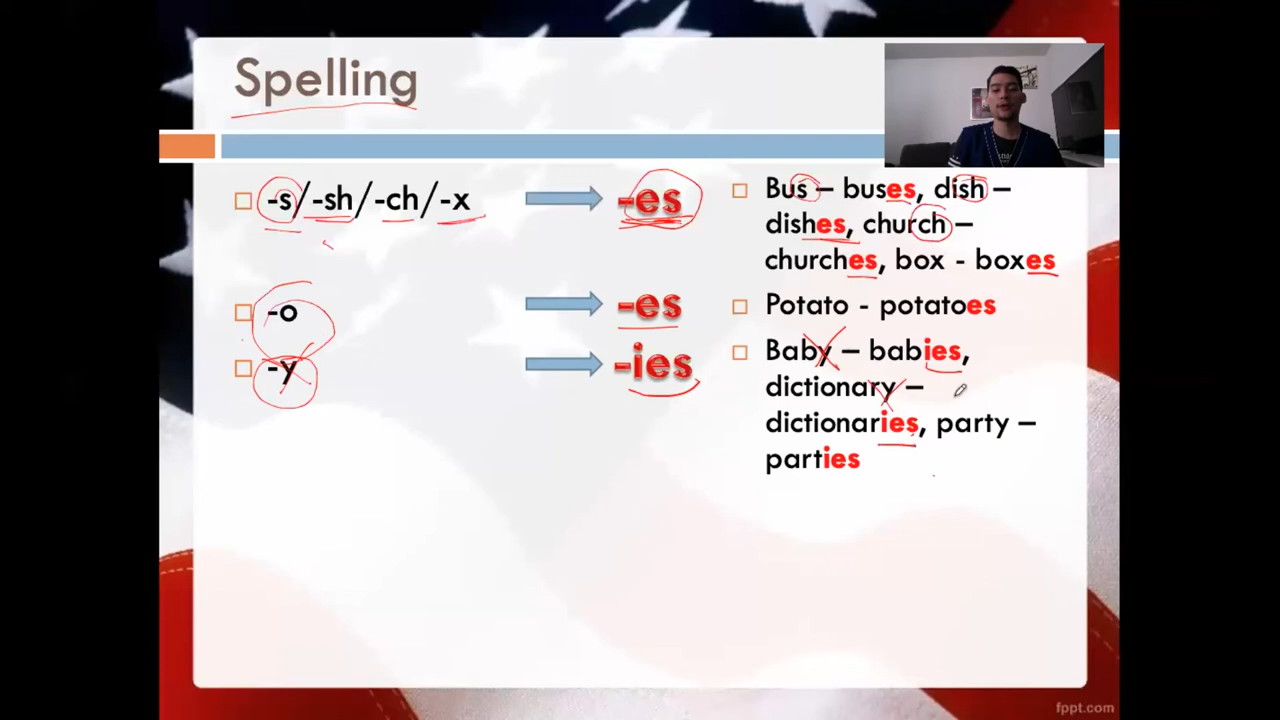 Spelling
-s/-sh/-ch/-x
-es
Bus – buses, dish –
dishes, church –
churches, box - boxes
-o
-es
Potato - potatoes
-y
-ies
Baby – babies,
dictionary –
dictionaries, party –
parties
fppt.com